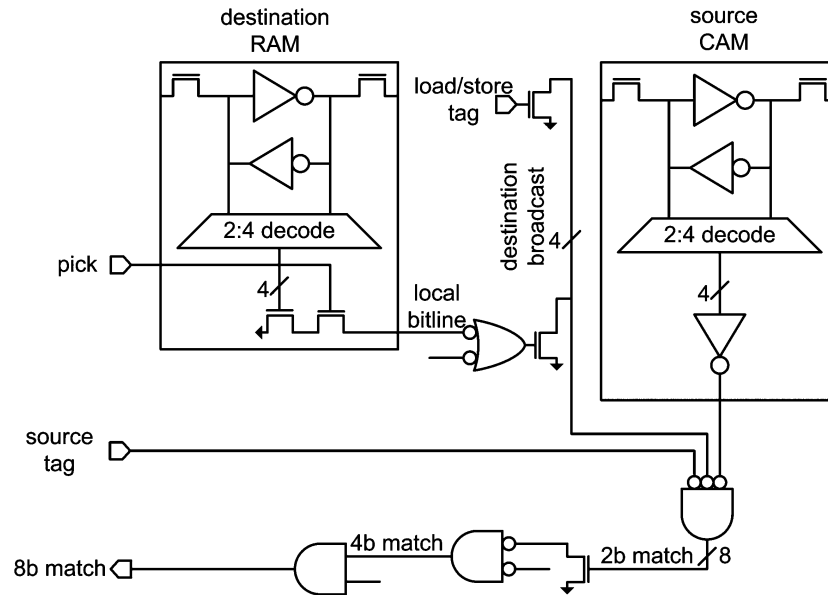 destination
RAM
source
CAM
load/store
tag
2:4 decode
2:4 decode
destination
broadcast
4
pick
4
local
bitline
4
source
tag
8b match
4b match
2b match
8